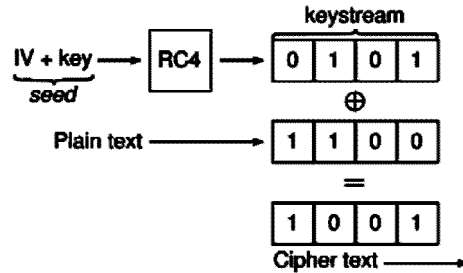 keystream
IV + key
seed
RC4
0 1 0 1
⊕
Plain text
1 1 0 0
=
1 0 0 1
Cipher text